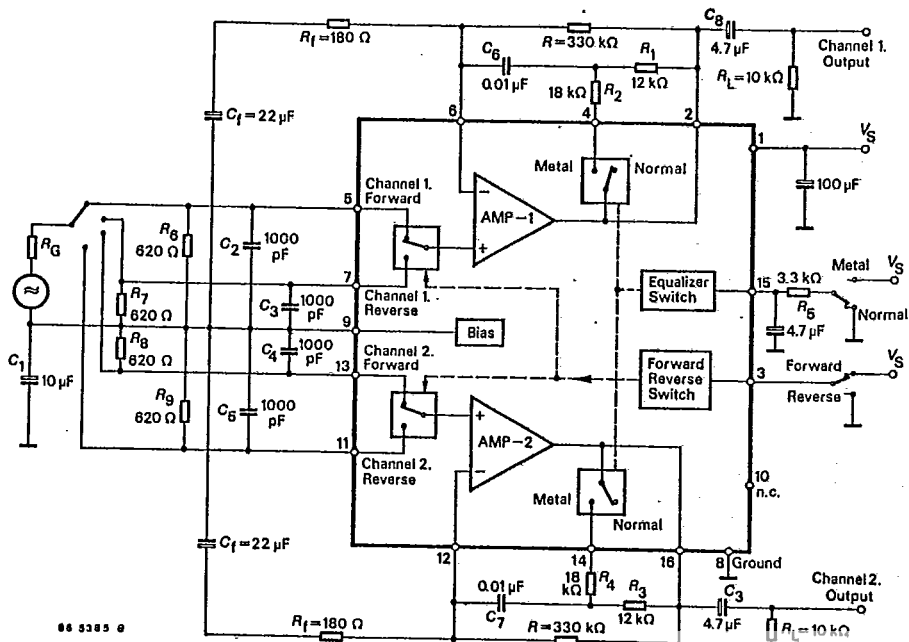 C8
Rf=180 Ω
R=330 kΩ
4.7 µF
Channel 1.
Output
C6
R1
0.01 µF
12 kΩ
RL=10 kΩ
18 kΩ
R2
Cf=22 µF
6
4
2
1
VS
Metal
Normal
100 µF
5
Channel 1.
Forward
AMP-1
RG
R6
620 Ω
C2
1000
pF
7
Channel 1.
Reverse
Equalizer
Switch
15
3.3 kΩ
R5
Metal
VS
Normal
4.7 µF
R7
620 Ω
C3
1000
pF
9
Bias
R8
620 Ω
C4
1000
pF
Channel 2.
Forward
13
C1
10 µF
Forward
Reverse
Switch
3
Forward
Reverse
VS
R9
620 Ω
C5
1000
pF
AMP-2
11
Channel 2.
Reverse
10
n.c.
Metal
Normal
Cf=22 µF
12
14
16
8
Ground
0.01 µF
C7
18
kΩ
R4
R3
12 kΩ
C3
4.7 µF
Channel 2.
Output
Rf=180 Ω
R=330 kΩ
RL=10 kΩ